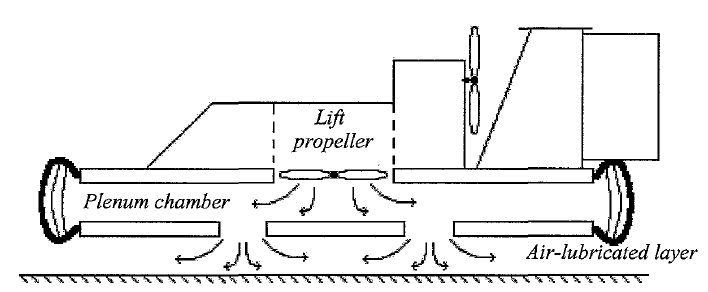 Lift
propeller
Plenum chamber
Air-lubricated layer